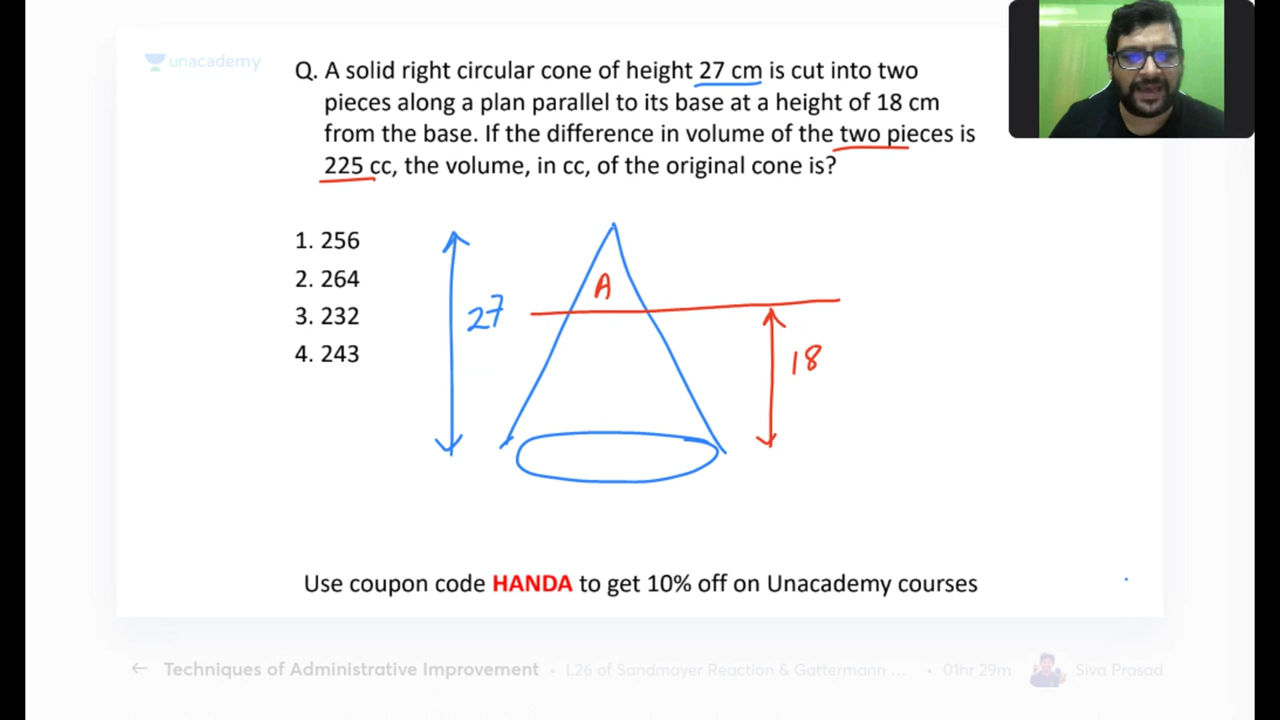 unacademy
Q. A solid right circular cone of height 27 cm is cut into two
pieces along a plan parallel to its base at a height of 18 cm
from the base. If the difference in volume of the two pieces is
225 cc, the volume, in cc, of the original cone is?
1. 256
2. 264
3. 232
4. 243
27
A
18
Use coupon code HANDA to get 10% off on Unacademy courses
Techniques of Administrative Improvement • L26 of Sandmayer Reaction & Gattermann ... • 01hr 29m Siva Prasad